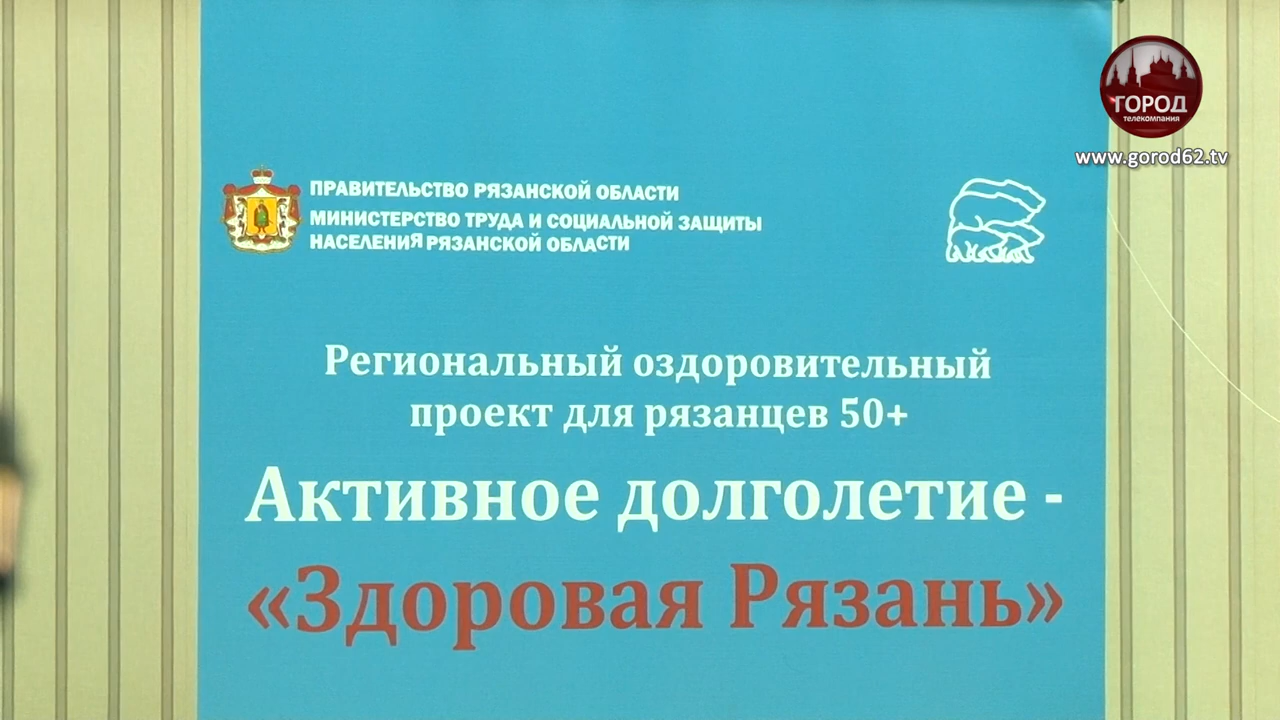 ГОРОД
телекомпания
www.gorod62.tv
ПРАВИТЕЛЬСТВО РЯЗАНСКОЙ ОБЛАСТИ
МИНИСТЕРСТВО ТРУДА И СОЦИАЛЬНОЙ ЗАЩИТЫ
НАСЕЛЕНИЯ РЯЗАНСКОЙ ОБЛАСТИ
Региональный оздоровительный
проект для рязанцев 50+
Активное долголетие -
«Здоровая Рязань»